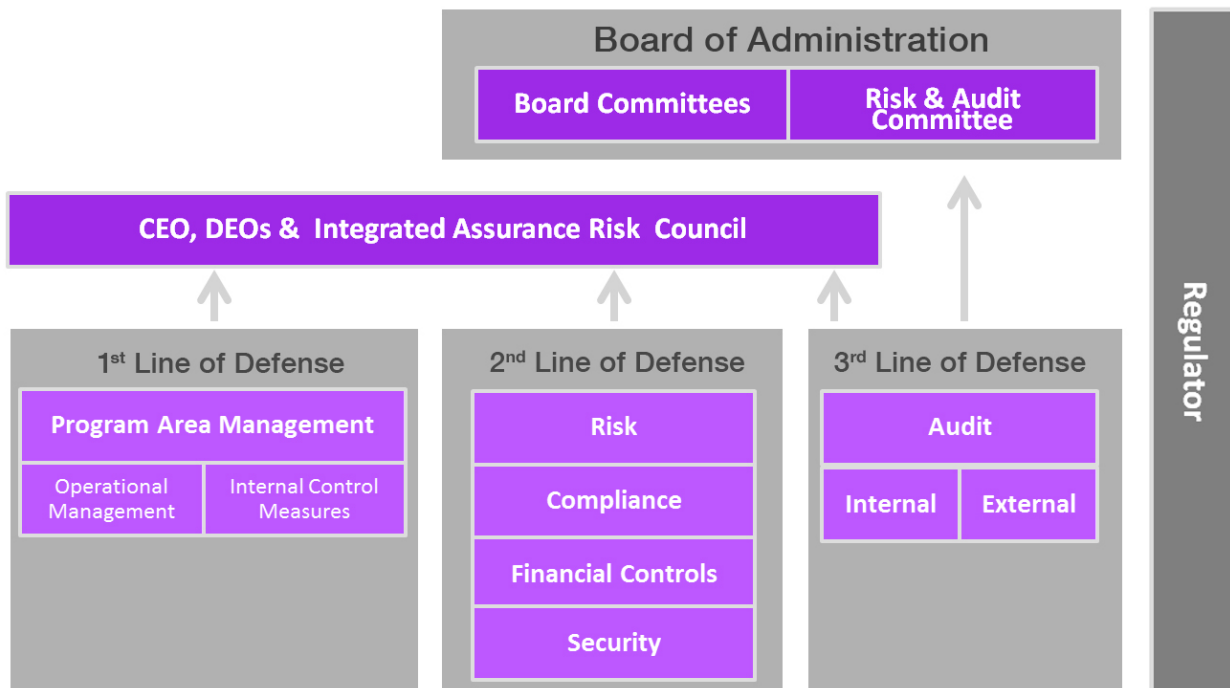 Board of Administration
Board Committees
Risk & Audit
Committee
CEO, DEOs & Integrated Assurance Risk Council
1st Line of Defense
Program Area Management
Operational
Management
Internal Control
Measures
2nd Line of Defense
Risk
Compliance
Financial Controls
Security
3rd Line of Defense
Audit
Internal
External
Regulator